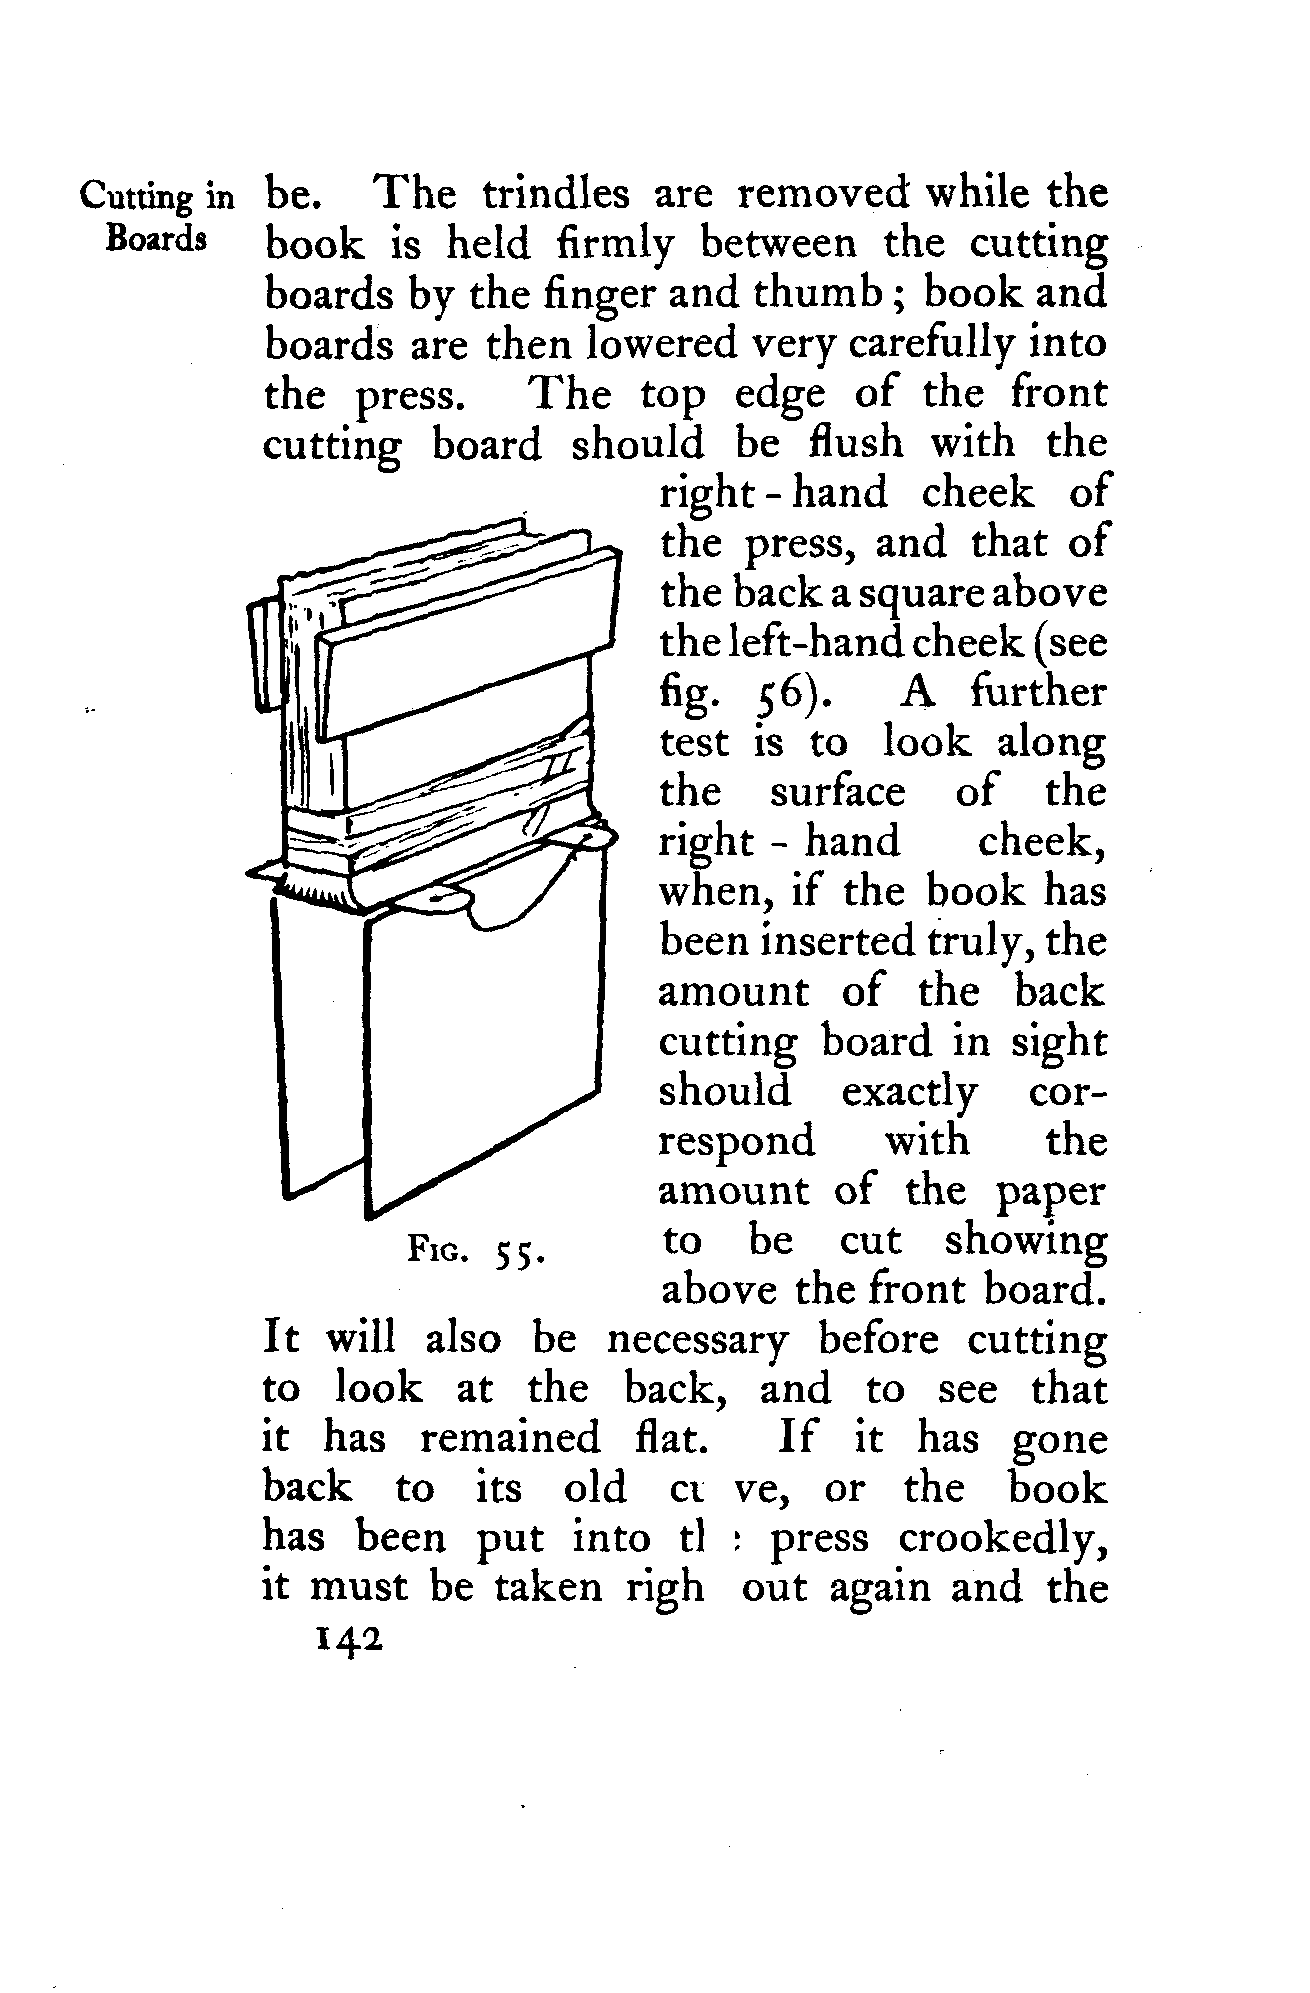 Cutting in
Boards
be. The trindles are removed while the
book is held firmly between the cutting
boards by the finger and thumb; book and
boards are then lowered very carefully into
the press. The top edge of the front
cutting board should be flush with the
right-hand cheek of
the press, and that of
the back a square above
the left-hand cheek (see
fig. 56). A further
test is to look along
the surface of the
right-hand cheek,
when, if the book has
been inserted truly, the
amount of the back
cutting board in sight
should exactly cor-
respond with the
amount of the paper
to be cut showing
above the front board.
FIG. 55.
It will also be necessary before cutting
to look at the back, and to see that
it has remained flat. If it has gone
back to its old or the book
has been put into press crookedly,
it must be taken righ out again and the
142